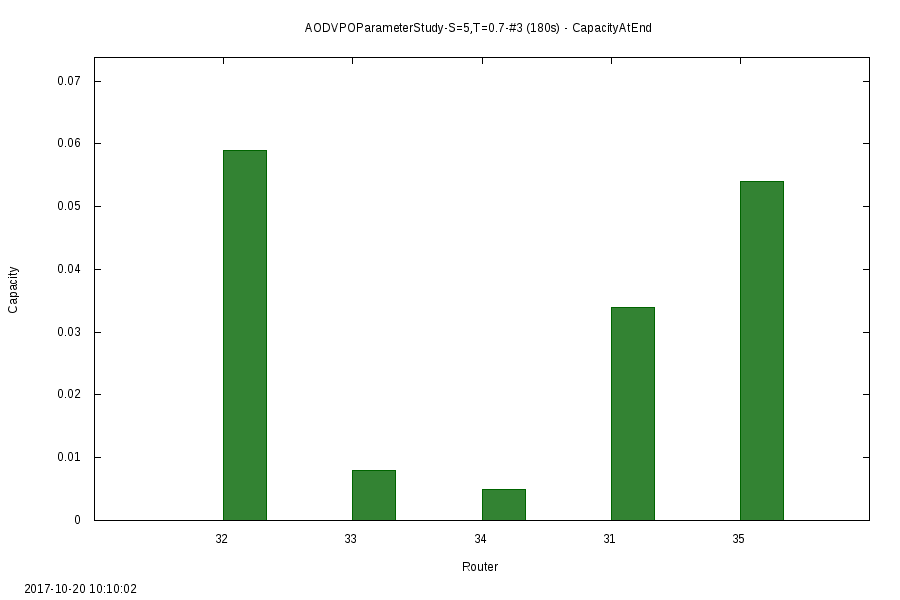 AODVPOParameterStudy-S=5,T=0.7-#3 (180s) - CapacityAtEnd
0.07
0.06
0.05
0.04
0.03
0.02
0.01
0
Capacity
32 33 34 31 35
Router
2017-10-20 10:10:02